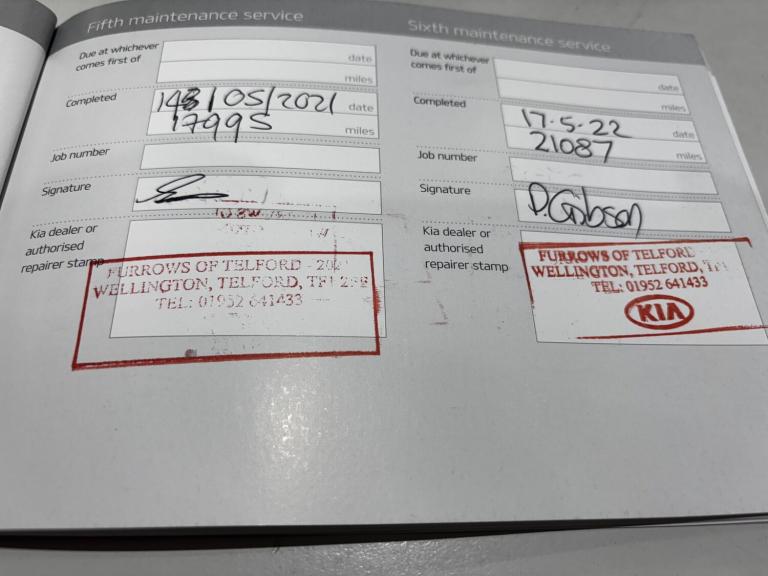 Fifth maintenance service
Due at whichever
comes first of
date
miles
Completed
date
17995 miles
Job number
Signature
Kia dealer or
authorised
repairer stamp
FURROWS OF TELFORD
WELLINGTON, TELFORD,
TEL: 01952 641433
Sixth maintenance service
Due at whichever
comes first of
date
miles
Completed
17.5.22 date
21087 miles
Job number
Signature
P.Gibson
Kia dealer or
authorised
repairer stamp
FURROWS OF TELFORD
WELLINGTON, TELFORD,
TEL: 01952 641433
KIA